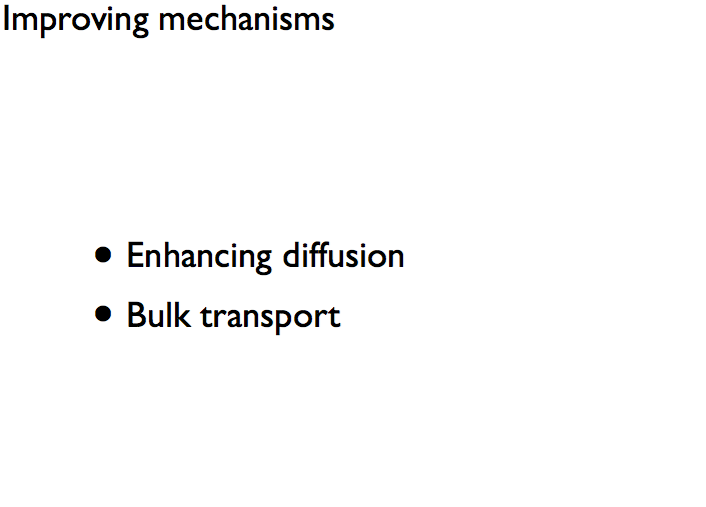 Improving mechanisms
• Enhancing diffusion
• Bulk transport